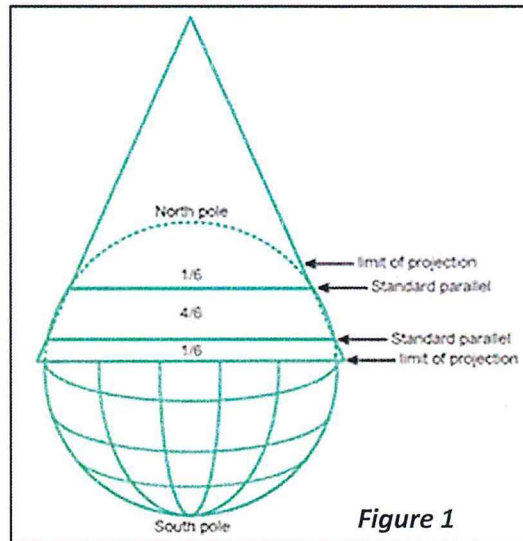 North pole
limit of projection
1/6
Standard parallel
4/6
Standard parallel
1/6
limit of projection
South pole
Figure 1